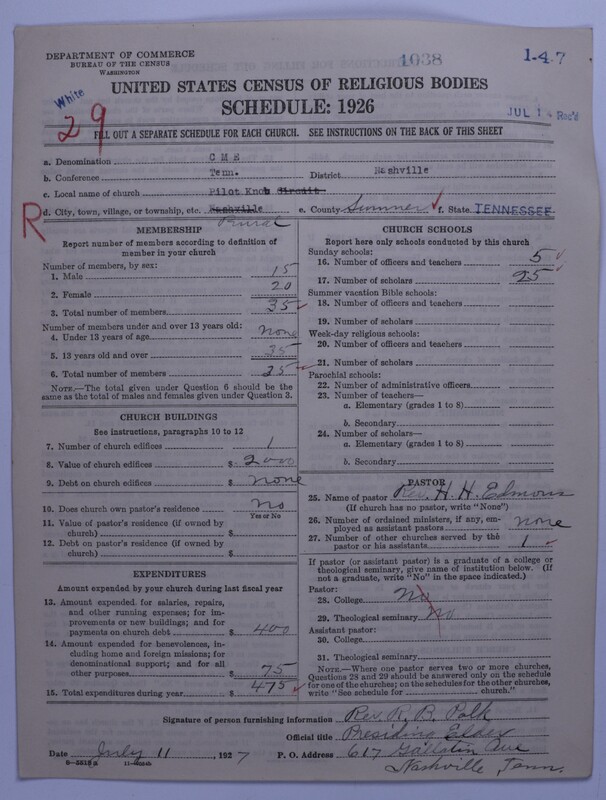 DEPARTMENT OF COMMERCE
BUREAU OF THE CENSUS
WASHINGTON
1038
1-47
UNITED STATES CENSUS OF RELIGIOUS BODIES
SCHEDULE: 1926
White
29
JUL 1 Rec'd
FILL OUT A SEPARATE SCHEDULE FOR EACH CHURCH. SEE INSTRUCTIONS ON THE BACK OF THIS SHEET
a. Denomination C M E
b. Conference Tenn. District Nashville
c. Local name of church Pilot Knob Circuit
R
d. City, town, village, or township, etc. Nashville e. County Sumner f. State TENNESSEE
Rural
MEMBERSHIP
Report number of members according to definition of
member in your church
Number of members, by sex:
1. Male 15
2. Female 20
3. Total number of members 35
Number of members under and over 13 years old:
4. Under 13 years of age none
5. 13 years old and over 35
6. Total number of members 35
NOTE.—The total given under Question 6 should be
same as the total of males and females given under Question 3.
CHURCH BUILDINGS
See instructions, paragraphs 10 to 12
7. Number of church edifices 1
8. Value of church edifices $ 2000
9. Debt on church edifices $ none
10. Does church own pastor's residence no
Yes or No
11. Value of pastor's residence (if owned by
church) $
12. Debt on pastor's residence (if owned by
church) $
EXPENDITURES
Amount expended by your church during last fiscal year
13. Amount expended for salaries, repairs,
and other running expenses; for im-
provements or new buildings; and for
payments on church debt $ 400
14. Amount expended for benevolences, in-
cluding home and foreign missions; for
denominational support; and for all
other purposes $ 75
15. Total expenditures during year $ 475
CHURCH SCHOOLS
Report here only schools conducted by this church
Sunday schools:
16. Number of officers and teachers 5
17. Number of scholars 25
Summer vacation Bible schools:
18. Number of officers and teachers
19. Number of scholars
Week-day religious schools:
20. Number of officers and teachers
21. Number of scholars
Parochial schools:
22. Number of administrative officers
23. Number of teachers—
a. Elementary (grades 1 to 8)
b. Secondary
24. Number of scholars—
a. Elementary (grades 1 to 8)
b. Secondary
PASTOR
25. Name of pastor Rev. H. H. Edmons
(If church has no pastor, write "None")
26. Number of ordained ministers, if any, em-
ployed as assistant pastors none
27. Number of other churches served by the
pastor or his assistants 1
If pastor (or assistant pastor) is a graduate of a college or
theological seminary, give name of institution below. (If
not a graduate, write "No" in the space indicated.)
Pastor:
28. College No
29. Theological seminary No
Assistant pastor:
30. College
31. Theological seminary
NOTE.—Where one pastor serves two or more churches,
Questions 28 and 29 should be answered only on the schedule
for one of the churches; on the schedules for the other churches,
write "See schedule for church."
Signature of person furnishing information Rev. R. B. Polk
Official title Presiding Elder
Date July 11, 1927 P. O. Address 617 Gallatin Ave
Nashville, Tenn.